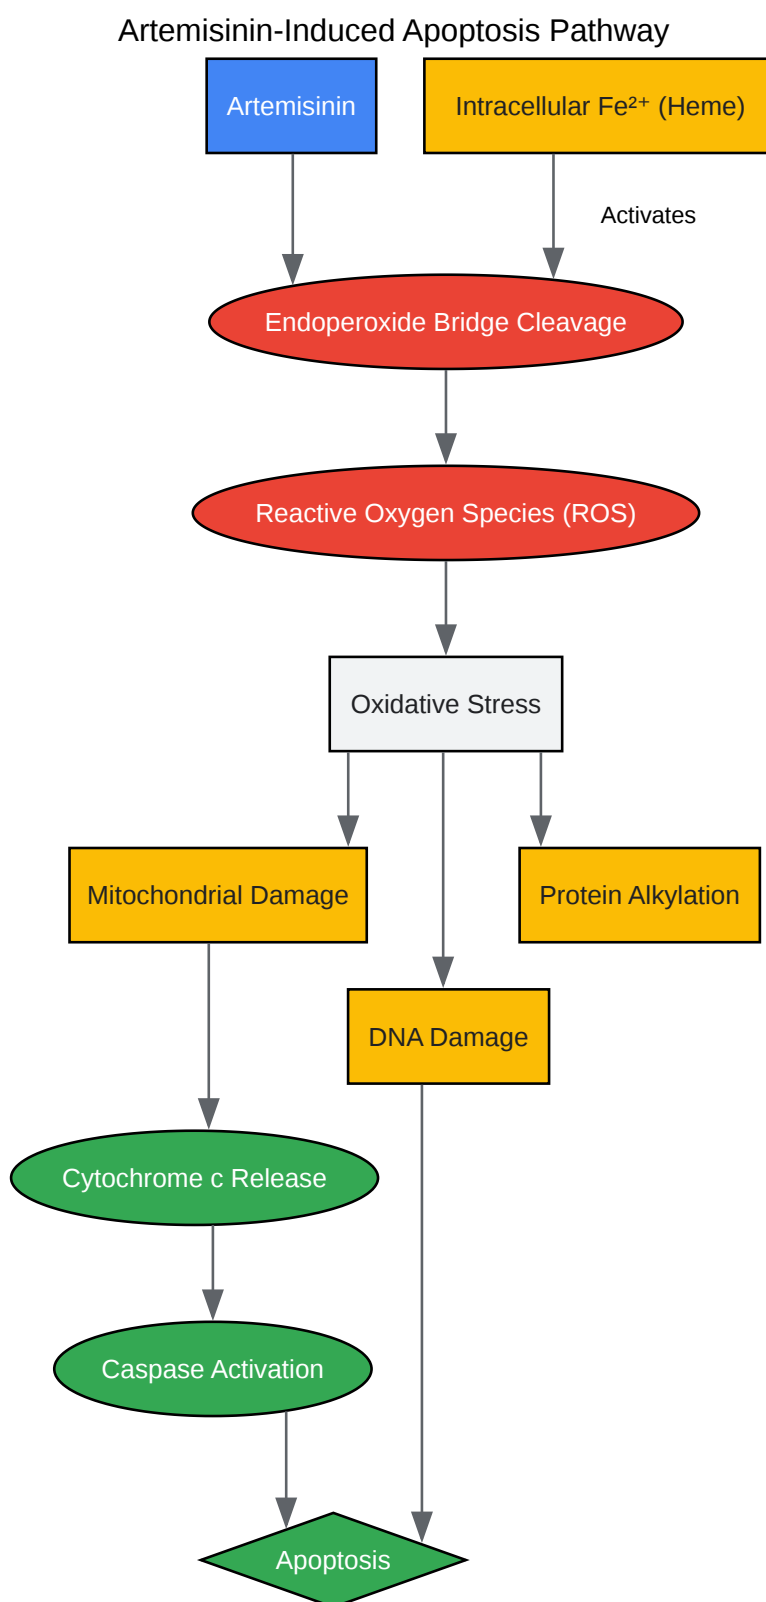 Artemisinin-Induced Apoptosis Pathway
Artemisinin
Intracellular Fe²⁺ (Heme)
Activates
Endoperoxide Bridge Cleavage
Reactive Oxygen Species (ROS)
Oxidative Stress
Mitochondrial Damage
Protein Alkylation
DNA Damage
Cytochrome c Release
Caspase Activation
Apoptosis